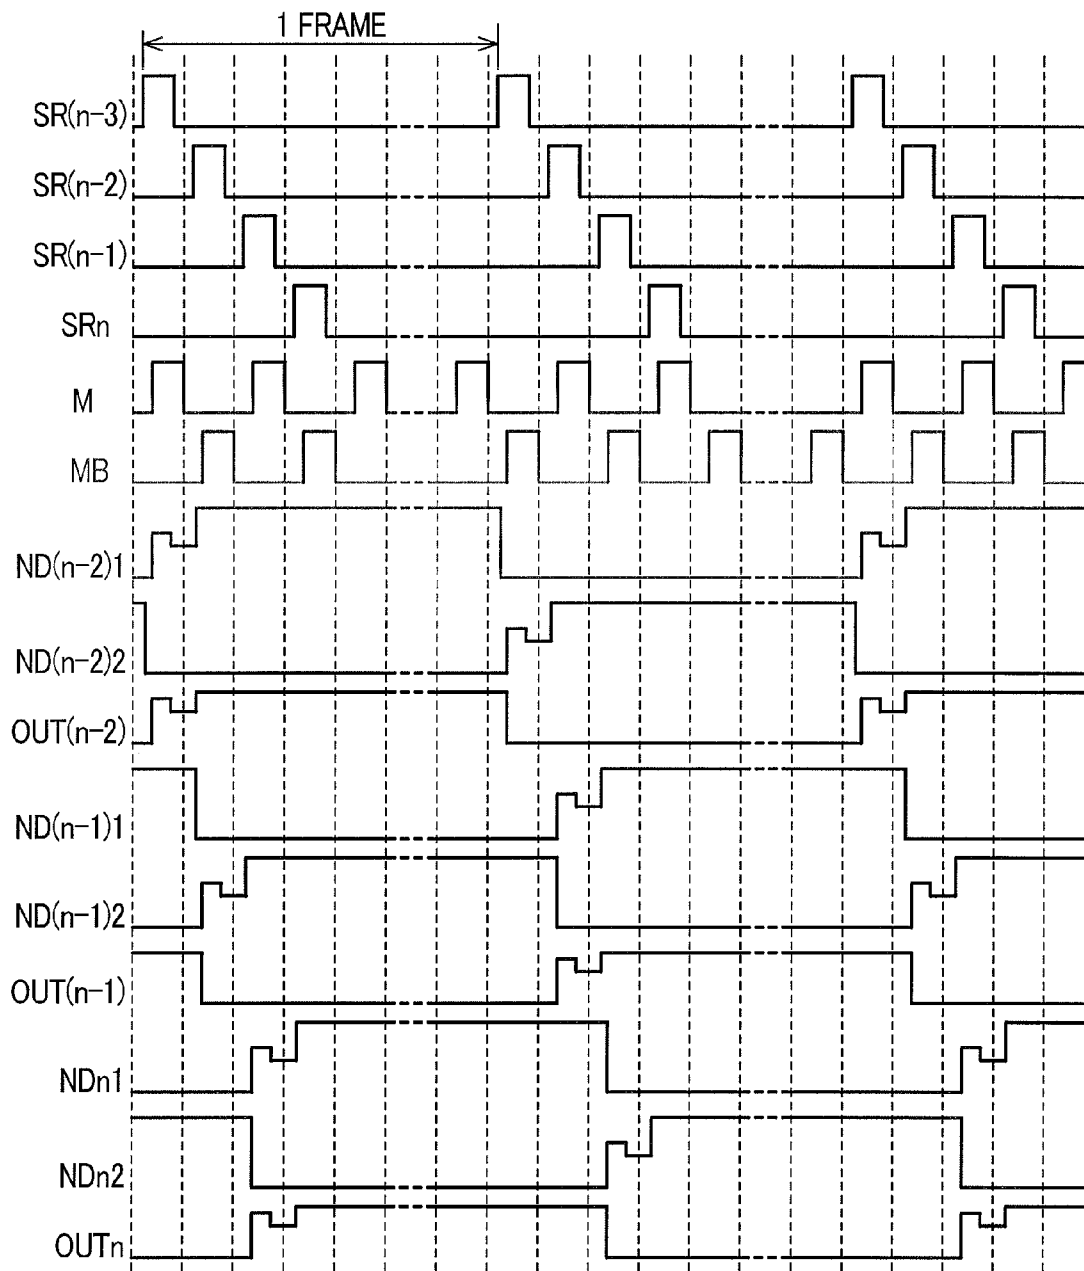 1 FRAME
SR(n-3)
SR(n-2)
SR(n-1)
SRn
M
MB
ND(n-2)1
ND(n-2)2
OUT(n-2)
ND(n-1)1
ND(n-1)2
OUT(n-1)
NDn1
NDn2
OUTn